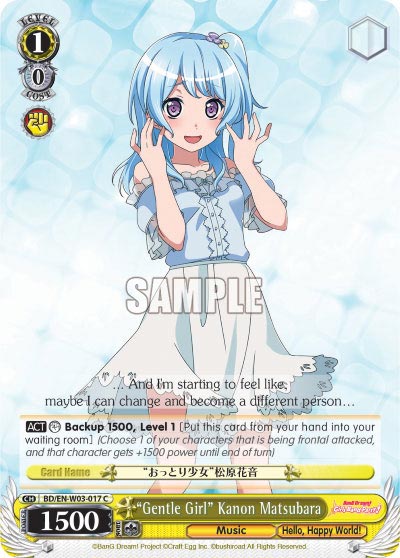 LEVEL
1
0
COST
SAMPLE
… And I'm starting to feel like,
maybe I can change and become a different person…
ACT Backup 1500, Level 1 [Put this card from your hand into your
waiting room] (Choose 1 of your characters that is being frontal attacked,
and that character gets +1500 power until end of turn)
Card Name “おっとり少女”松原花音
CH BD/EN-W03-017 C
1500 “Gentle Girl” Kanon Matsubara
Music Hello, Happy World!
©BanG Dream! Project ©Craft Egg Inc. ©bushiroad All Rights Reserved.